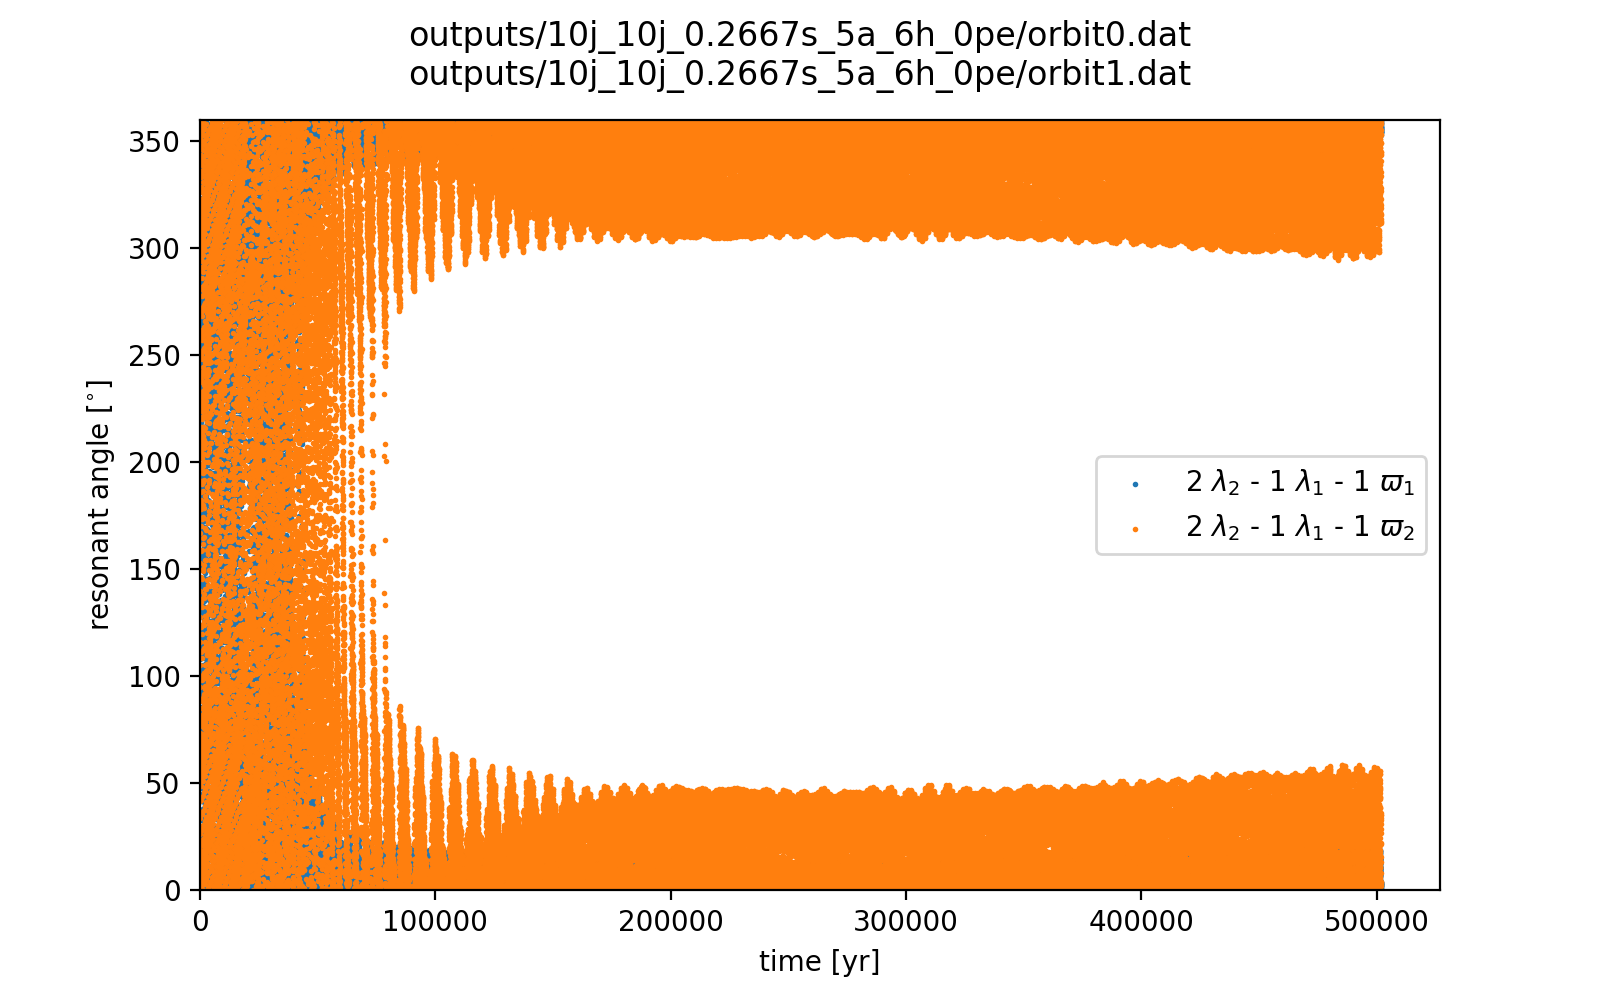 outputs/10j_10j_0.2667s_5a_6h_0pe/orbit0.dat
outputs/10j_10j_0.2667s_5a_6h_0pe/orbit1.dat
350
300
250
200
150
100
50
0
resonant angle [°]
2 λ₂ - 1 λ₁ - 1 ϖ₁
2 λ₂ - 1 λ₁ - 1 ϖ₂
0
100000
200000
300000
400000
500000
time [yr]